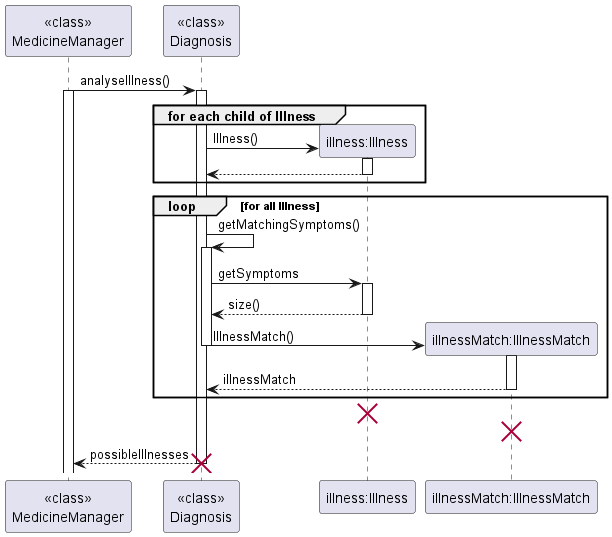 «class»
MedicineManager
«class»
Diagnosis
analyseIllness()
for each child of Illness
Illness()
illness:Illness
loop
[for all Illness]
getMatchingSymptoms()
getSymptoms
size()
IllnessMatch()
illnessMatch:IllnessMatch
illnessMatch
possibleIllnesses
«class»
MedicineManager
«class»
Diagnosis
illness:Illness
illnessMatch:IllnessMatch